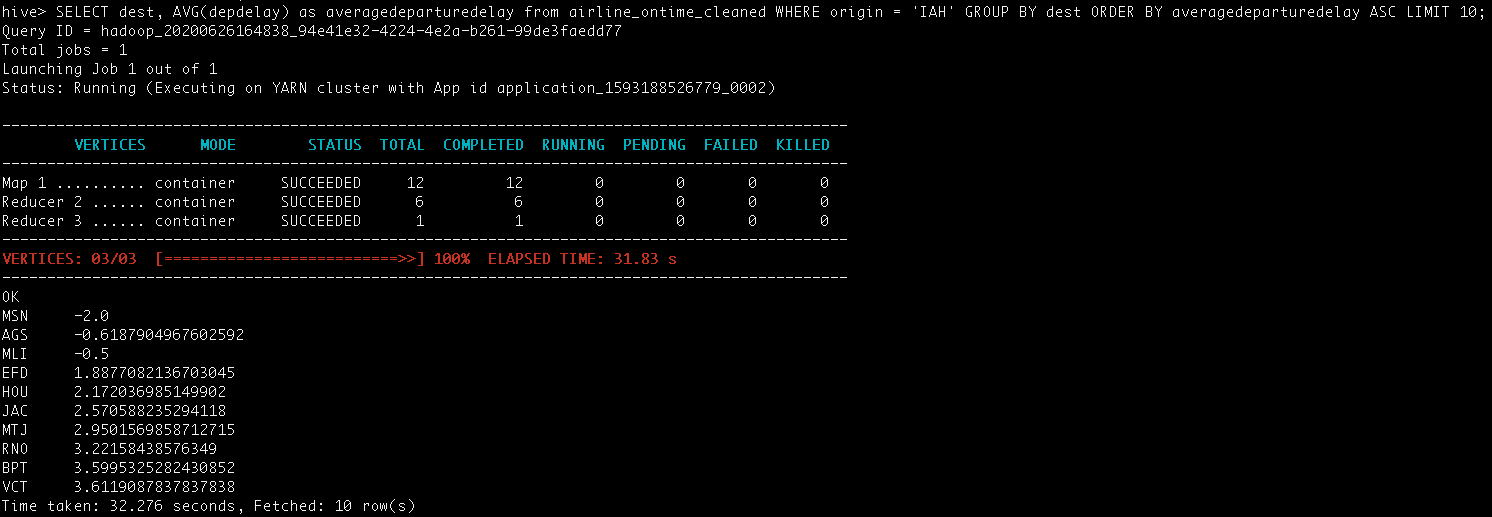 hive> SELECT dest, AVG(depdelay) as averagedeparturedelay from airline_ontime_cleaned WHERE origin = 'IAH' GROUP BY dest ORDER BY averagedeparturedelay ASC LIMIT 10;
Query ID = hadoop_20200626164838_94e41e32-4224-4e2a-b261-99de3faedd77
Total jobs = 1
Launching Job 1 out of 1
Status: Running (Executing on YARN cluster with App id application_1593188526779_0002)

----------------------------------------------------------------------------------------------
        VERTICES      MODE        STATUS  TOTAL  COMPLETED  RUNNING  PENDING  FAILED  KILLED
----------------------------------------------------------------------------------------------
Map 1 .......... container     SUCCEEDED     12         12        0        0       0       0
Reducer 2 ...... container     SUCCEEDED      6          6        0        0       0       0
Reducer 3 ...... container     SUCCEEDED      1          1        0        0       0       0
----------------------------------------------------------------------------------------------
VERTICES: 03/03  [==========================>>] 100%  ELAPSED TIME: 31.83 s
----------------------------------------------------------------------------------------------
OK
MSN     -2.0
AGS     -0.6187904967602592
MLI     -0.5
EFD     1.8877082136703045
HOU     2.172036985149902
JAC     2.570588235294118
MTJ     2.9501569858712715
RNO     3.22158438576349
BPT     3.5995325282430852
VCT     3.6119087837837838
Time taken: 32.276 seconds, Fetched: 10 row(s)